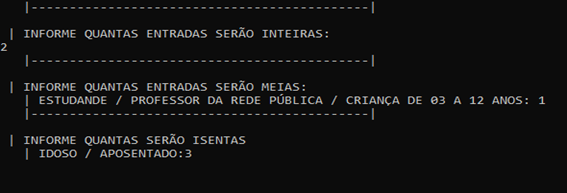 |--------------------------------------------|
| INFORME QUANTAS ENTRADAS SERÃO INTEIRAS:
2
|--------------------------------------------|
| INFORME QUANTAS ENTRADAS SERÃO MEIAS:
| ESTUDANDE / PROFESSOR DA REDE PÚBLICA / CRIANÇA DE 03 A 12 ANOS: 1
|--------------------------------------------|
| INFORME QUANTAS SERÃO ISENTAS
| IDOSO / APOSENTADO:3